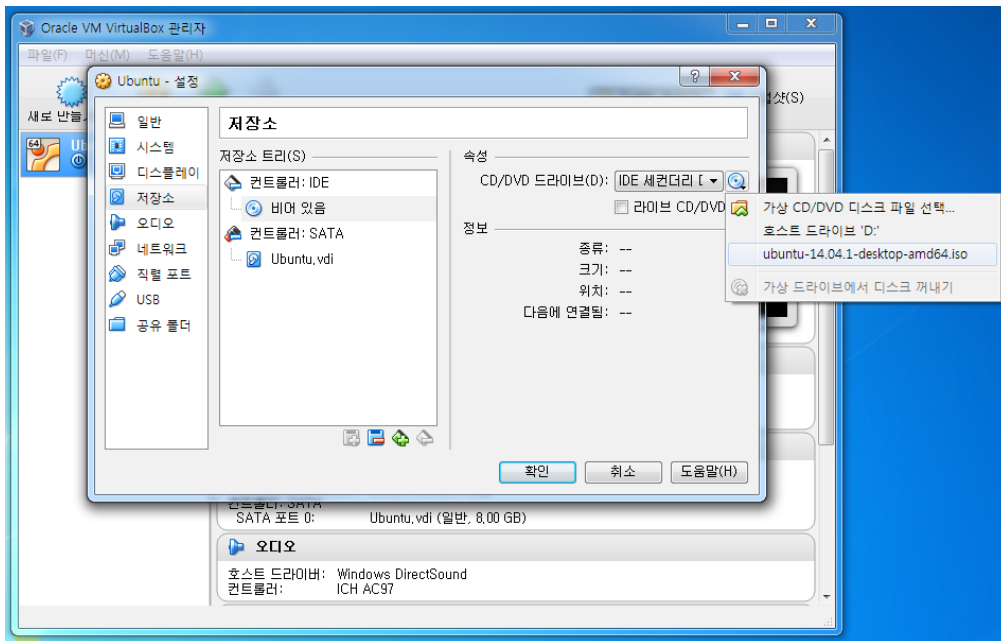 Oracle VM VirtualBox 관리자
파일(F) 머신(M) 도움말(H)
Ubuntu - 설정
새로 만들
샷(S)
64
일반
시스템
디스플레이
저장소
오디오
네트워크
직렬 포트
USB
공유 폴더
저장소
저장소 트리(S)
컨트롤러: IDE
비어 있음
컨트롤러: SATA
Ubuntu.vdi
속성
CD/DVD 드라이브(D): IDE 세컨더리
라이브 CD/DVD
정보
종류: --
크기: --
위치: --
다음에 연결됨: --
가상 CD/DVD 디스크 파일 선택...
호스트 드라이브 'D:'
ubuntu-14.04.1-desktop-amd64.iso
가상 드라이브에서 디스크 꺼내기
확인 취소 도움말(H)
컨트롤러: SATA
SATA 포트 0: Ubuntu.vdi (일반, 8,00 GB)
오디오
호스트 드라이버: Windows DirectSound
컨트롤러: ICH AC97